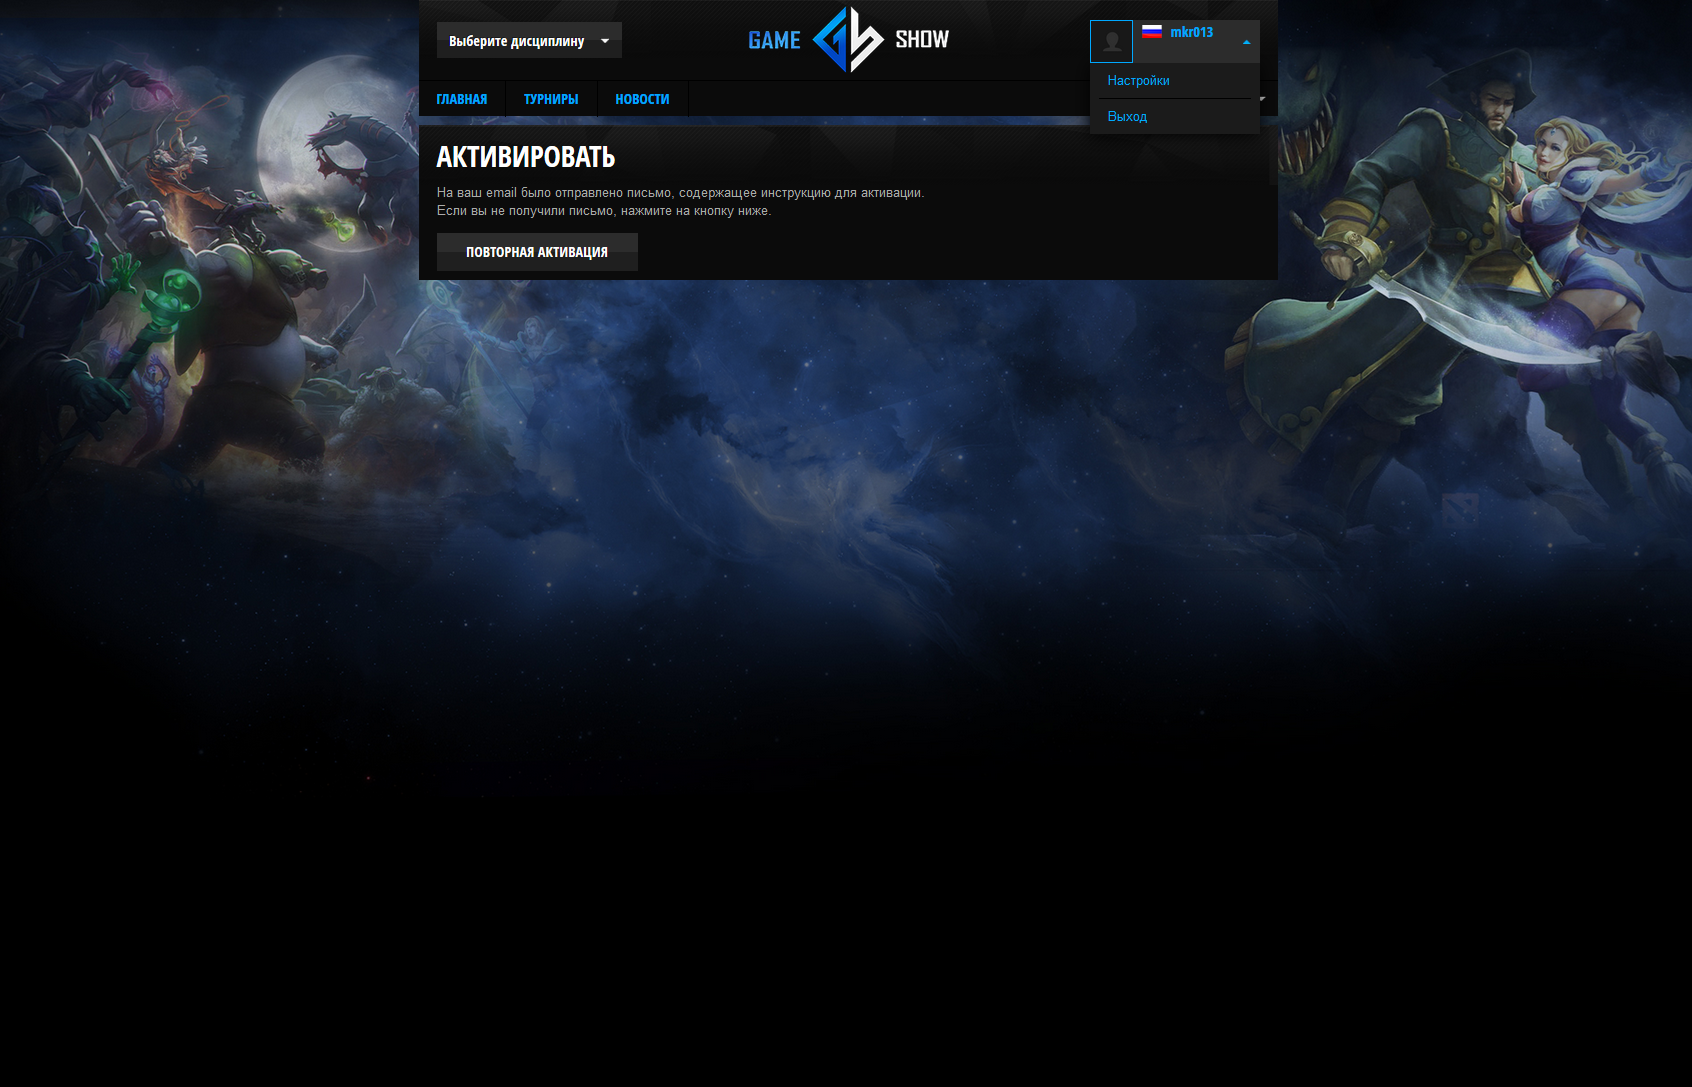 Выберите дисциплину
GAME SHOW
mkr013
Настройки
Выход
ГЛАВНАЯ
ТУРНИРЫ
НОВОСТИ
АКТИВИРОВАТЬ
На ваш email было отправлено письмо, содержащее инструкцию для активации.
Если вы не получили письмо, нажмите на кнопку ниже.
ПОВТОРНАЯ АКТИВАЦИЯ